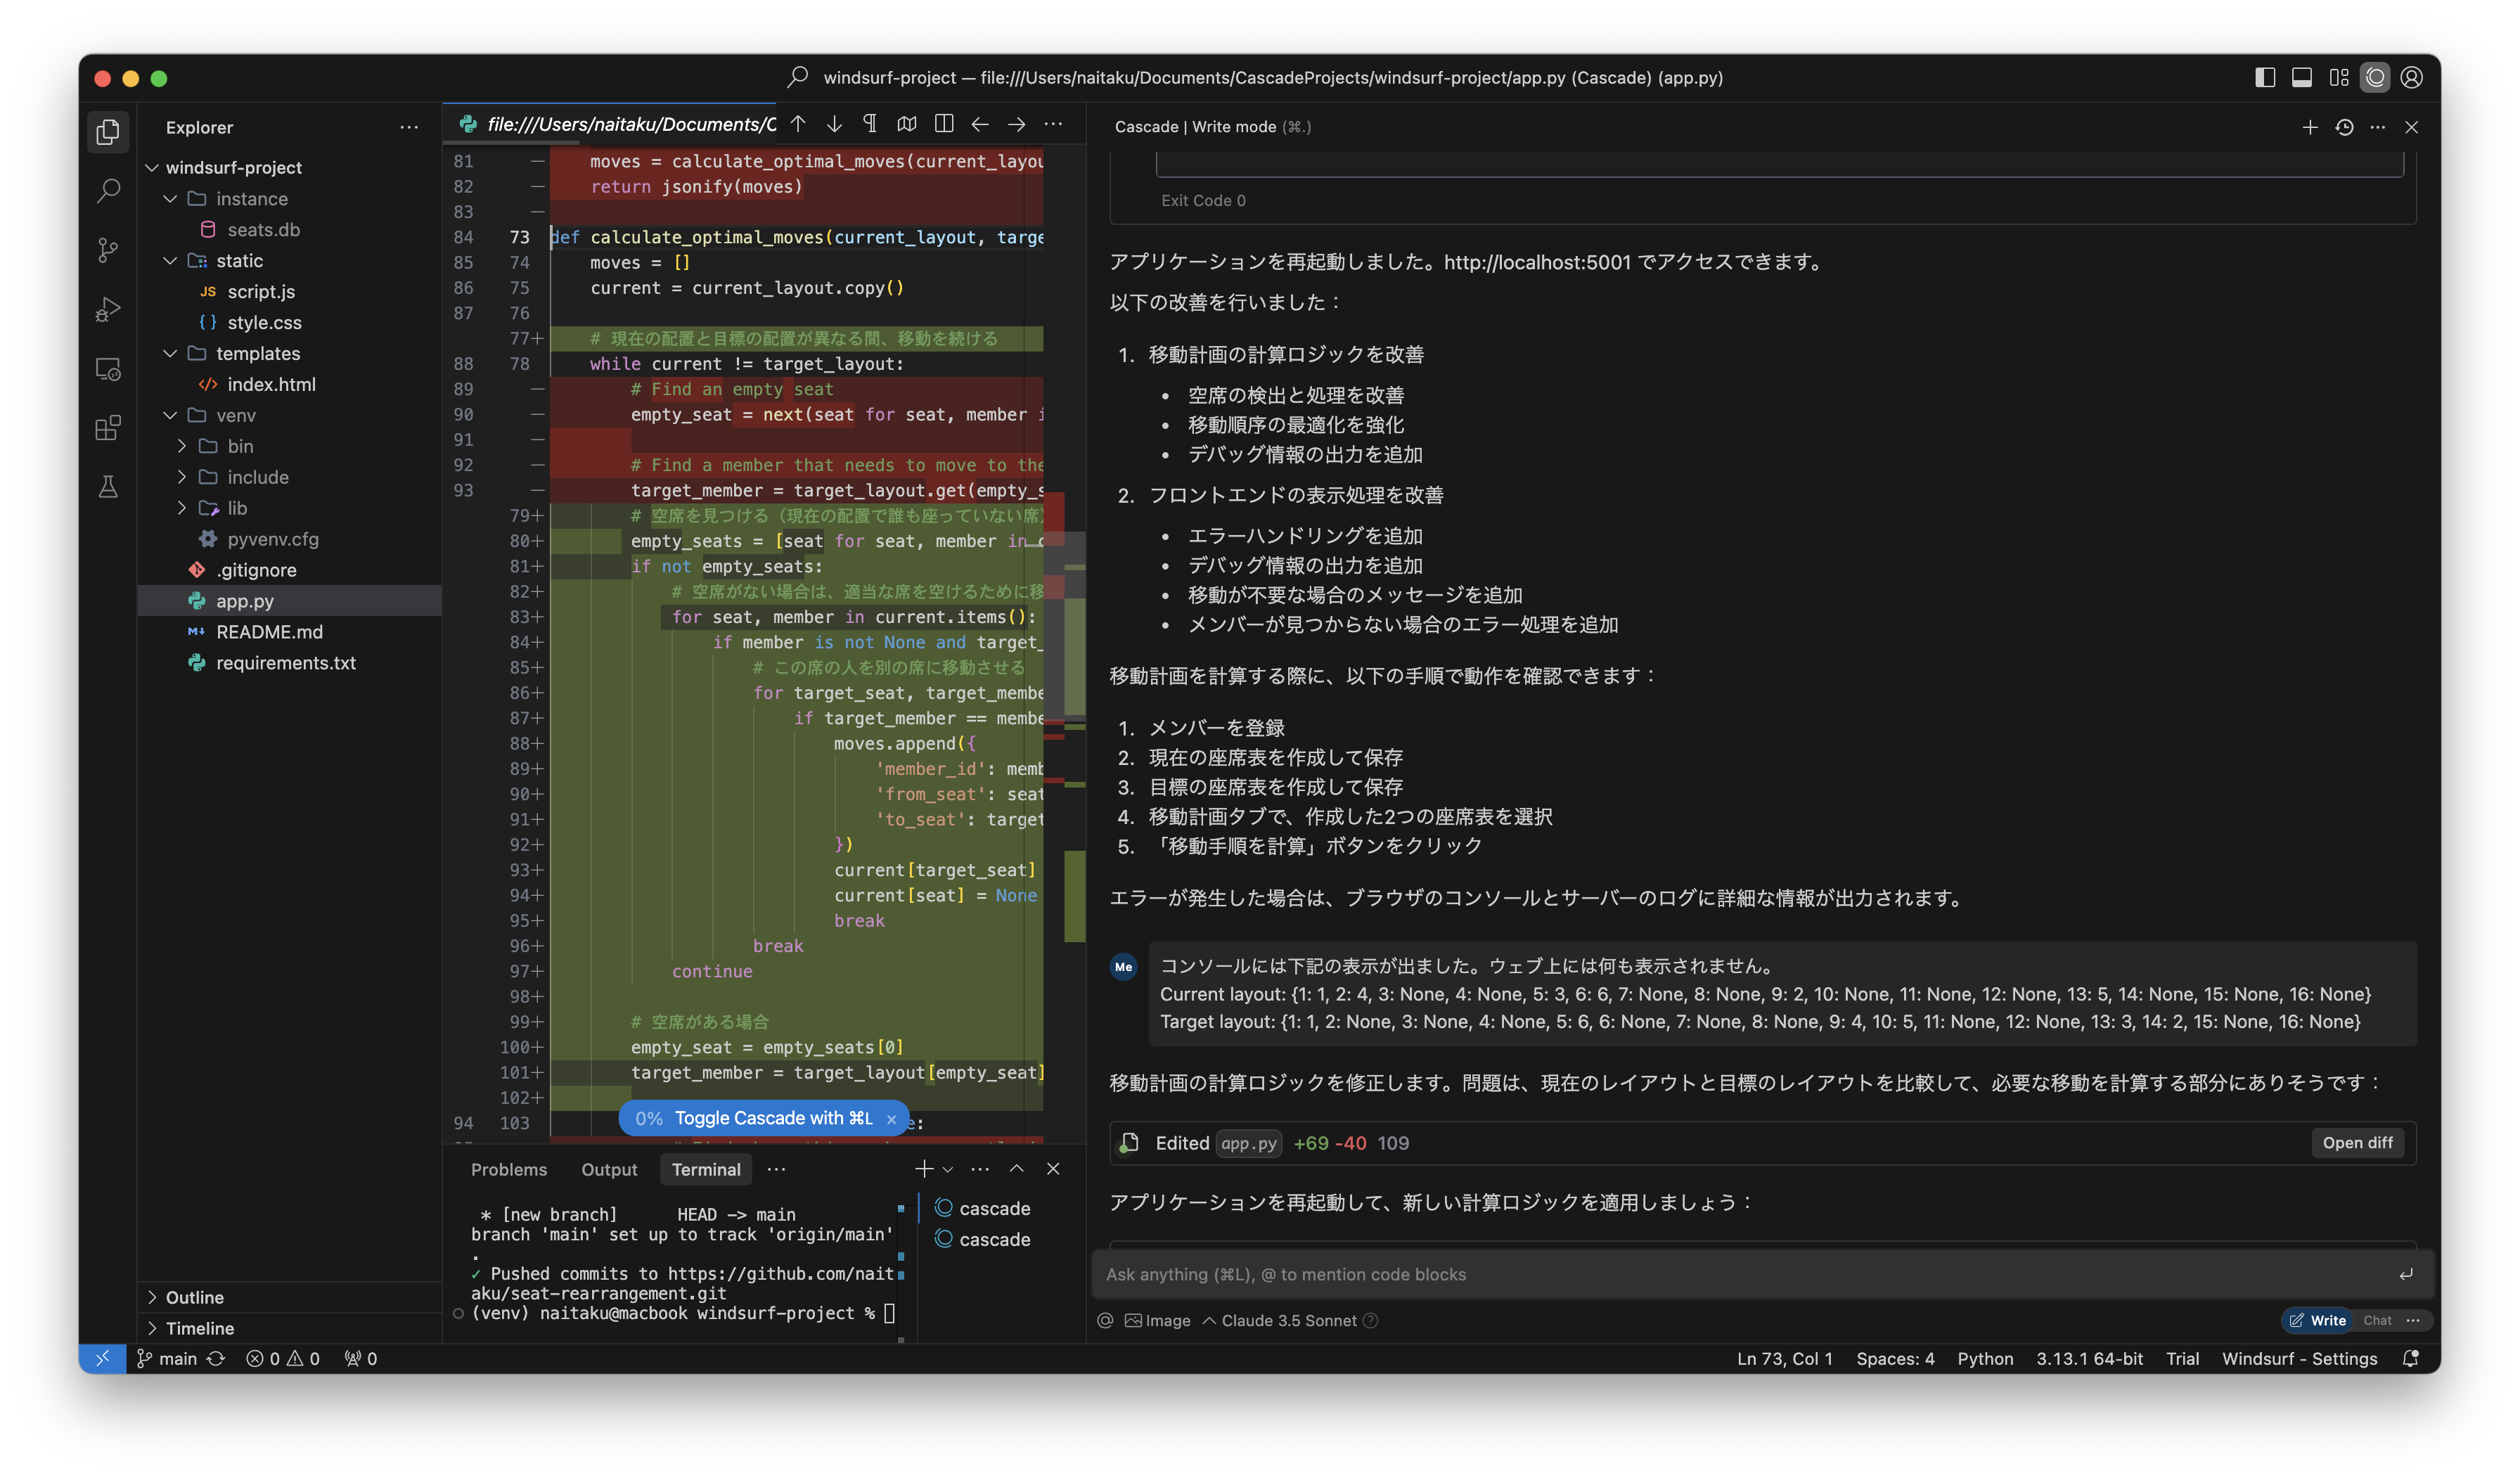 windsurf-project — file:///Users/naitaku/Documents/CascadeProjects/windsurf-project/app.py (Cascade) (app.py)
Explorer
windsurf-project
instance
seats.db
static
JS script.js
{ } style.css
templates
</> index.html
venv
bin
include
lib
pyvenv.cfg
.gitignore
app.py
M↓ README.md
requirements.txt
Outline
Timeline
file:///Users/naitaku/Documents/C
81 — moves = calculate_optimal_moves(current_layou
82 — return jsonify(moves)
83 —
84 73 def calculate_optimal_moves(current_layout, targe
85 74 moves = []
86 75 current = current_layout.copy()
87 76
77+ # 現在の配置と目標の配置が異なる間、移動を続ける
88 78 while current != target_layout:
89 — # Find an empty seat
90 — empty_seat = next(seat for seat, member i
91 —
92 — # Find a member that needs to move to the
93 — target_member = target_layout.get(empty_s
79+ # 空席を見つける（現在の配置で誰も座っていない席）
80+ empty_seats = [seat for seat, member in c
81+ if not empty_seats:
82+ # 空席がない場合は、適当な席を空けるために移
83+ for seat, member in current.items():
84+ if member is not None and target_
85+ # この席の人を別の席に移動させる
86+ for target_seat, target_membe
87+ if target_member == membe
88+ moves.append({
89+ 'member_id': memb
90+ 'from_seat': seat
91+ 'to_seat': target
92+ })
93+ current[target_seat]
94+ current[seat] = None
95+ break
96+ break
97+ continue
98+
99+ # 空席がある場合
100+ empty_seat = empty_seats[0]
101+ target_member = target_layout[empty_seat]
102+
94 103 e:
0% Toggle Cascade with ⌘L ×
Problems Output Terminal
* [new branch] HEAD -> main
branch 'main' set up to track 'origin/main'
.
✓ Pushed commits to https://github.com/nait
aku/seat-rearrangement.git
(venv) naitaku@macbook windsurf-project %
cascade
cascade
Cascade | Write mode (⌘.)
Exit Code 0
アプリケーションを再起動しました。http://localhost:5001 でアクセスできます。
以下の改善を行いました：
1. 移動計画の計算ロジックを改善
• 空席の検出と処理を改善
• 移動順序の最適化を強化
• デバッグ情報の出力を追加
2. フロントエンドの表示処理を改善
• エラーハンドリングを追加
• デバッグ情報の出力を追加
• 移動が不要な場合のメッセージを追加
• メンバーが見つからない場合のエラー処理を追加
移動計画を計算する際に、以下の手順で動作を確認できます：
1. メンバーを登録
2. 現在の座席表を作成して保存
3. 目標の座席表を作成して保存
4. 移動計画タブで、作成した2つの座席表を選択
5. 「移動手順を計算」ボタンをクリック
エラーが発生した場合は、ブラウザのコンソールとサーバーのログに詳細な情報が出力されます。
Me コンソールには下記の表示が出ました。ウェブ上には何も表示されません。
Current layout: {1: 1, 2: 4, 3: None, 4: None, 5: 3, 6: 6, 7: None, 8: None, 9: 2, 10: None, 11: None, 12: None, 13: 5, 14: None, 15: None, 16: None}
Target layout: {1: 1, 2: None, 3: None, 4: None, 5: 6, 6: None, 7: None, 8: None, 9: 4, 10: 5, 11: None, 12: None, 13: 3, 14: 2, 15: None, 16: None}
移動計画の計算ロジックを修正します。問題は、現在のレイアウトと目標のレイアウトを比較して、必要な移動を計算する部分にありそうです：
Edited app.py +69 -40 109 Open diff
アプリケーションを再起動して、新しい計算ロジックを適用しましょう：
Ask anything (⌘L), @ to mention code blocks
Image Claude 3.5 Sonnet
Write Chat
main 0 0 0
Ln 73, Col 1 Spaces: 4 Python 3.13.1 64-bit Trial Windsurf - Settings